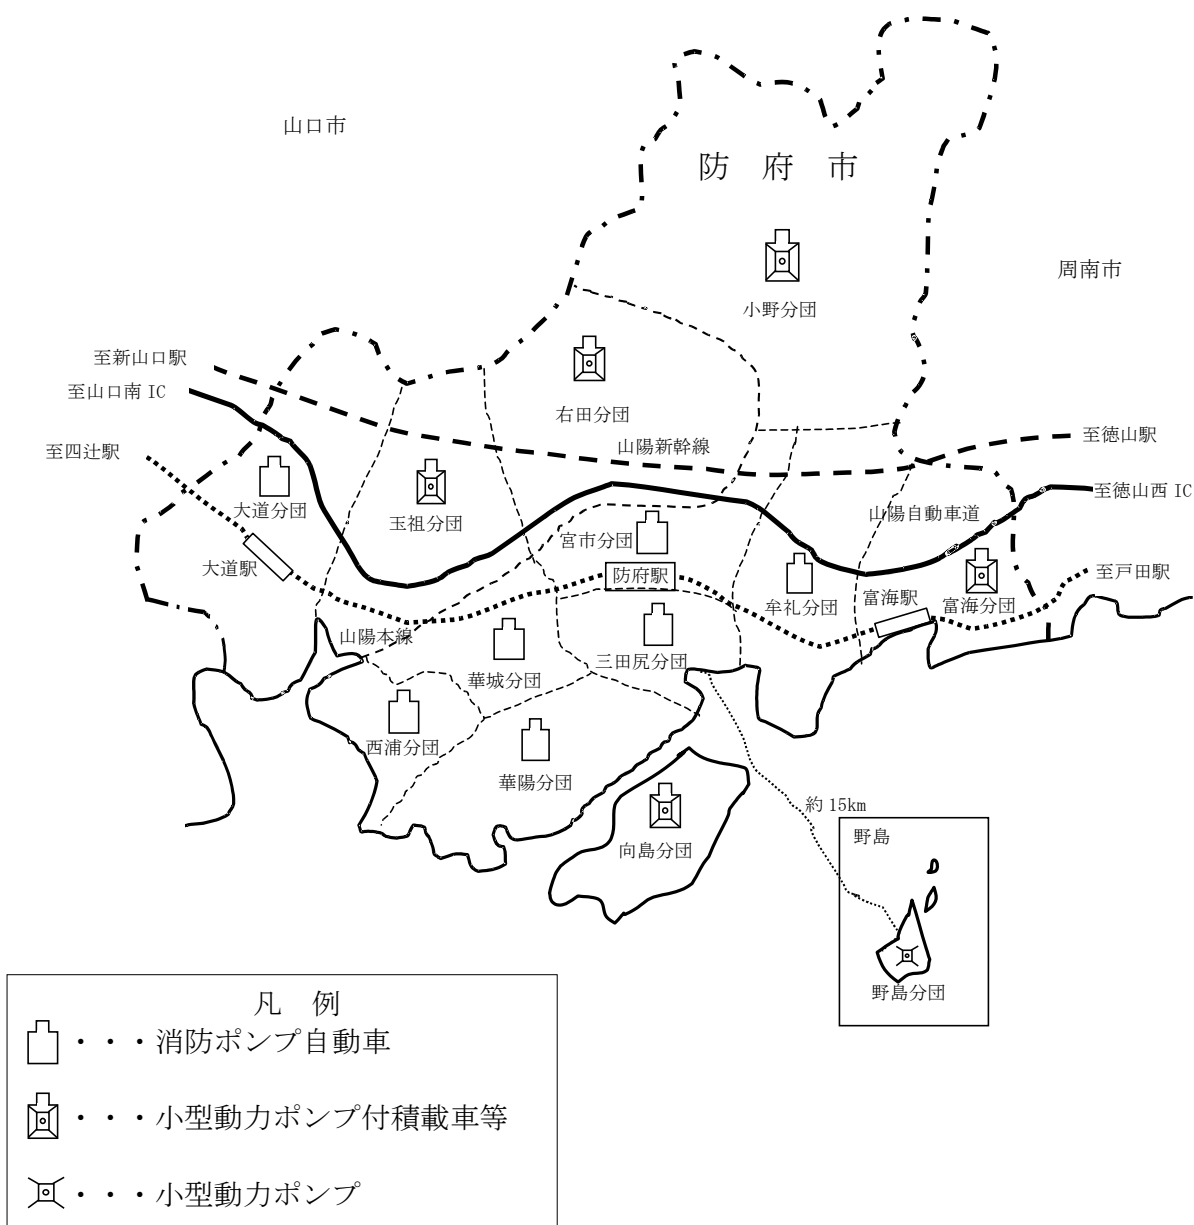 山口市
防　府　市
周南市
小野分団
至新山口駅
至山口南 IC
右田分団
山陽新幹線
至徳山駅
至四辻駅
至徳山西 IC
大道分団
玉祖分団
山陽自動車道
宮市分団
大道駅
防府駅
至戸田駅
牟礼分団
富海駅
富海分団
山陽本線
三田尻分団
華城分団
西浦分団
華陽分団
約 15km
野島
向島分団
野島分団
凡　例
・・・消防ポンプ自動車
・・・小型動力ポンプ付積載車等
・・・小型動力ポンプ